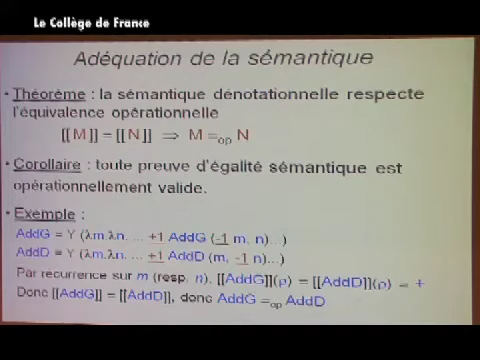 Le Collège de France
Adéquation de la sémantique
• Théorème : la sémantique dénotationnelle respecte
l'équivalence opérationnelle
[[M]] = [[N]] ⇒ M =op N
• Corollaire : toute preuve d'égalité sémantique est
opérationnellement valide.
• Exemple :
AddG = Y (λm.λn. ... +1 AddG (-1 m, n)...)
AddD = Y (λm.λn. ... +1 AddD (m, -1 n)...)
Par recurrence sur m (resp. n), [[AddG]](ρ) = [[AddD]](ρ) = +
Donc [[AddG]] = [[AddD]], donc AddG =op AddD